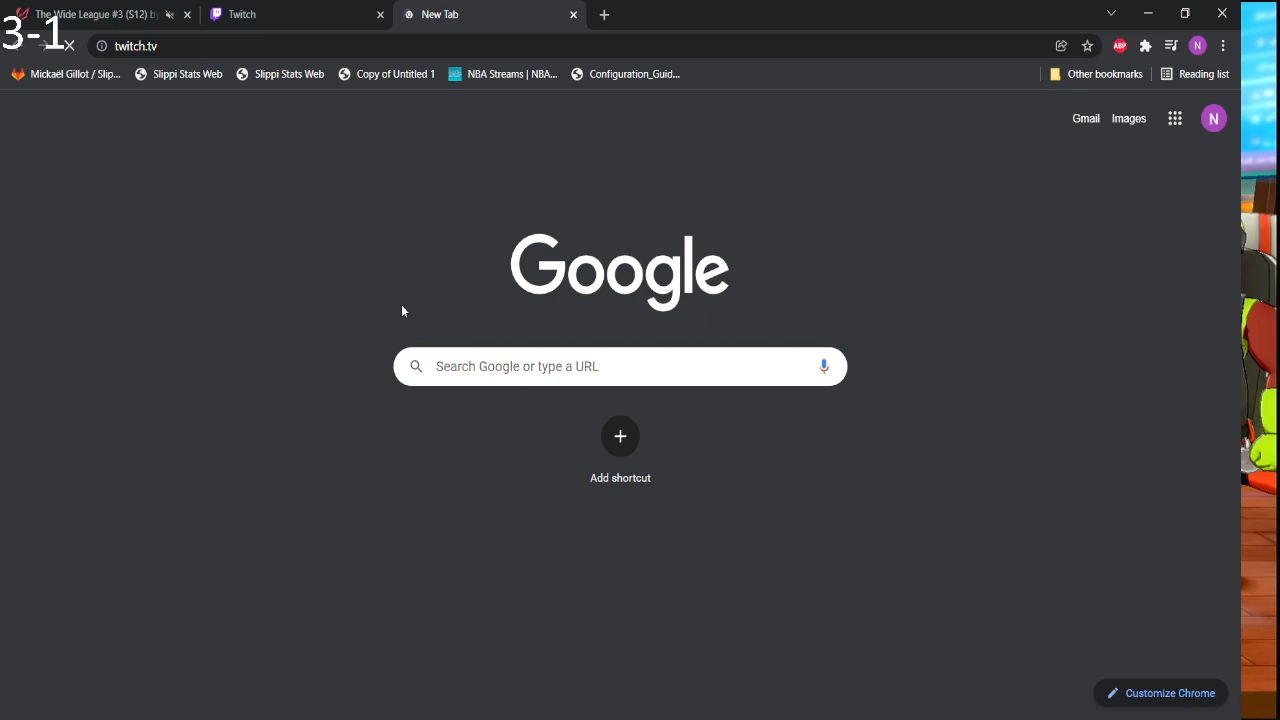 The Wide League #3 (S12) b
Twitch
New Tab
3-1
twitch.tv
ABP
N
Mickaël Gillot / Slip...
Slippi Stats Web
Slippi Stats Web
Copy of Untitled 1
NBA Streams | NBA...
Configuration_Guid...
Other bookmarks
Reading list
Gmail
Images
N
Google
Search Google or type a URL
Add shortcut
Customize Chrome